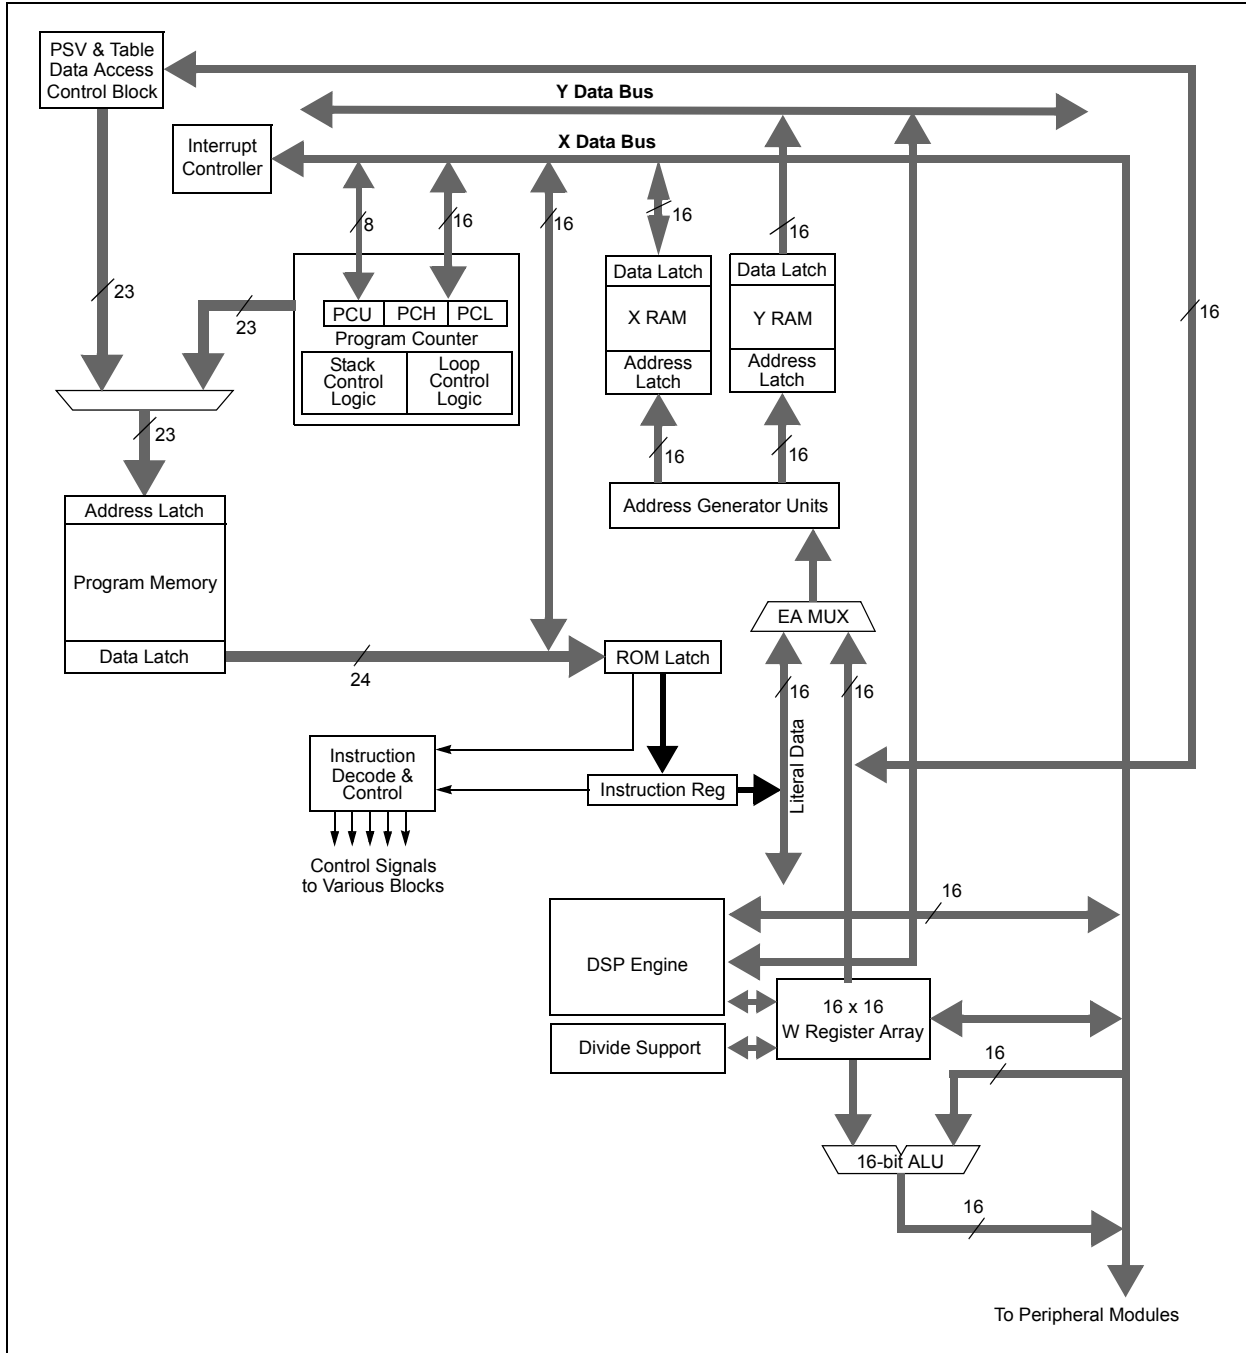 PSV & Table
Data Access
Control Block
Y Data Bus
Interrupt
Controller
X Data Bus
8
16
16
16
16
16
23
23
PCU
PCH
PCL
Program Counter
Stack
Control
Logic
Loop
Control
Logic
Data Latch
X RAM
Address
Latch
Data Latch
Y RAM
Address
Latch
23
16
16
Address Latch
Program Memory
Data Latch
24
Address Generator Units
EA MUX
ROM Latch
16
16
Literal Data
Instruction
Decode &
Control
Instruction Reg
Control Signals
to Various Blocks
16
DSP Engine
16 x 16
W Register Array
Divide Support
16
16-bit ALU
16
To Peripheral Modules